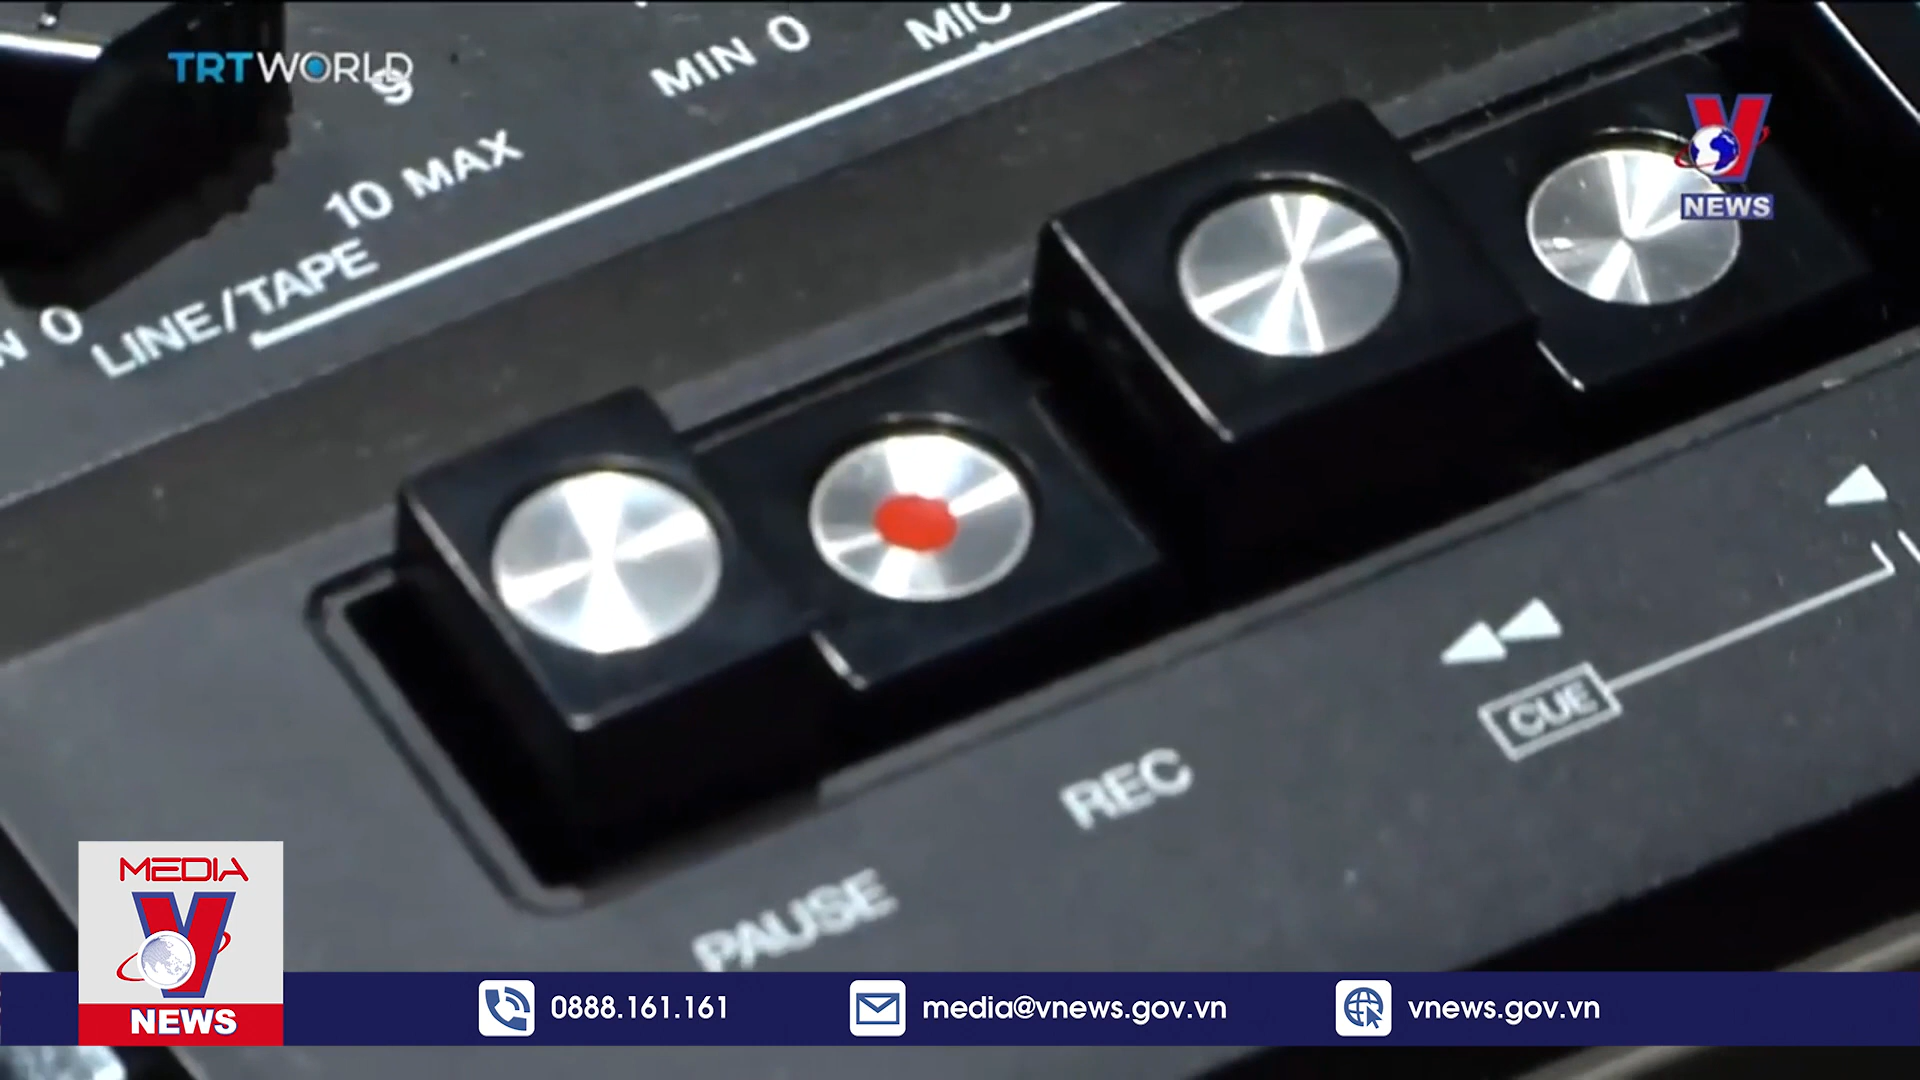 TRT WORLD
9
10 MAX
MIN 0
MIC
N 0
LINE/TAPE
V
NEWS
CUE
REC
PAUSE
MEDIA
V
NEWS
0888.161.161
media@vnews.gov.vn
vnews.gov.vn